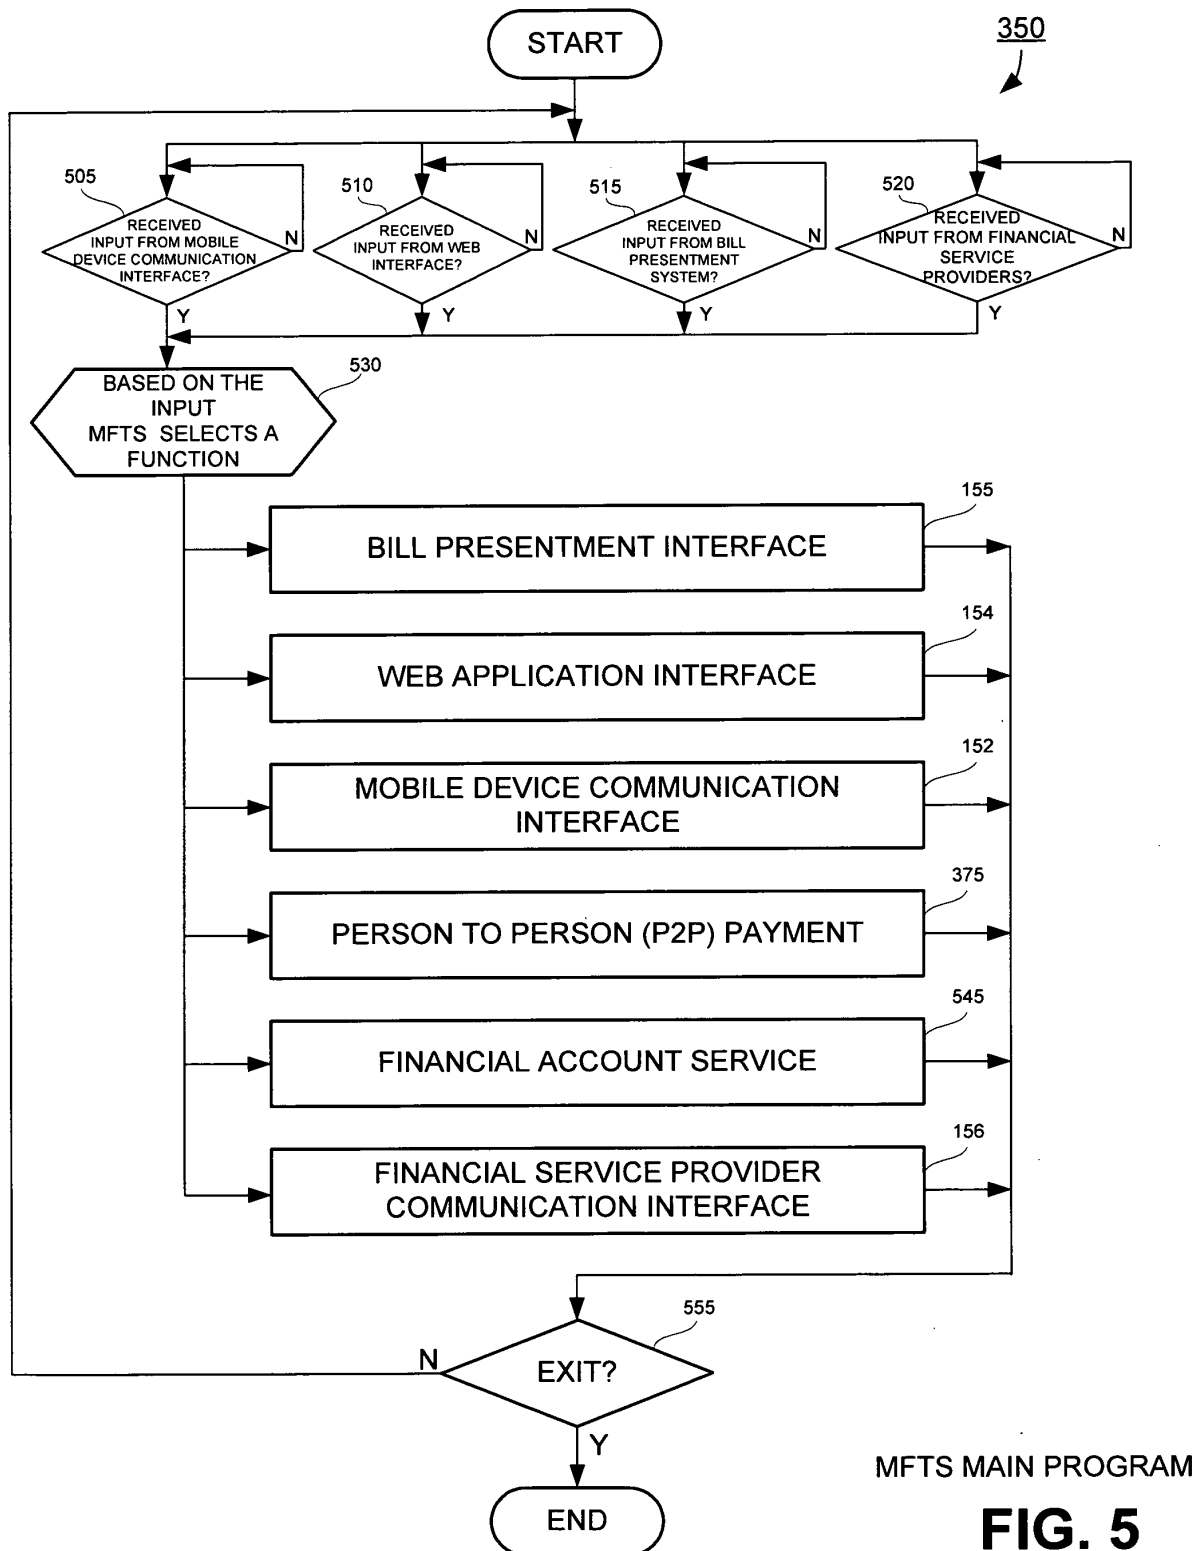 START
350
505
RECEIVED
INPUT FROM MOBILE
DEVICE COMMUNICATION
INTERFACE?
N
Y
510
RECEIVED
INPUT FROM WEB
INTERFACE?
N
Y
515
RECEIVED
INPUT FROM BILL
PRESENTMENT
SYSTEM?
N
Y
520
RECEIVED
INPUT FROM FINANCIAL
SERVICE
PROVIDERS?
N
Y
530
BASED ON THE
INPUT
MFTS SELECTS A
FUNCTION
155
BILL PRESENTMENT INTERFACE
154
WEB APPLICATION INTERFACE
152
MOBILE DEVICE COMMUNICATION
INTERFACE
375
PERSON TO PERSON (P2P) PAYMENT
545
FINANCIAL ACCOUNT SERVICE
156
FINANCIAL SERVICE PROVIDER
COMMUNICATION INTERFACE
555
N
EXIT?
Y
END
MFTS MAIN PROGRAM
FIG. 5